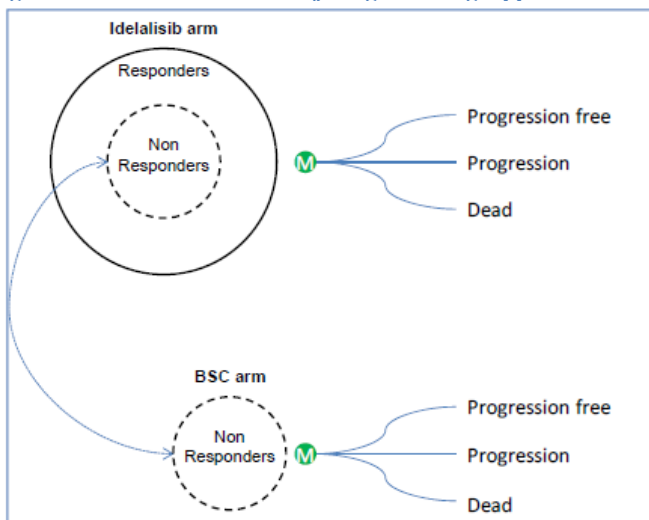 Idelalisib arm
Responders
Non
Responders
M
Progression free
Progression
Dead
BSC arm
Non
Responders
M
Progression free
Progression
Dead